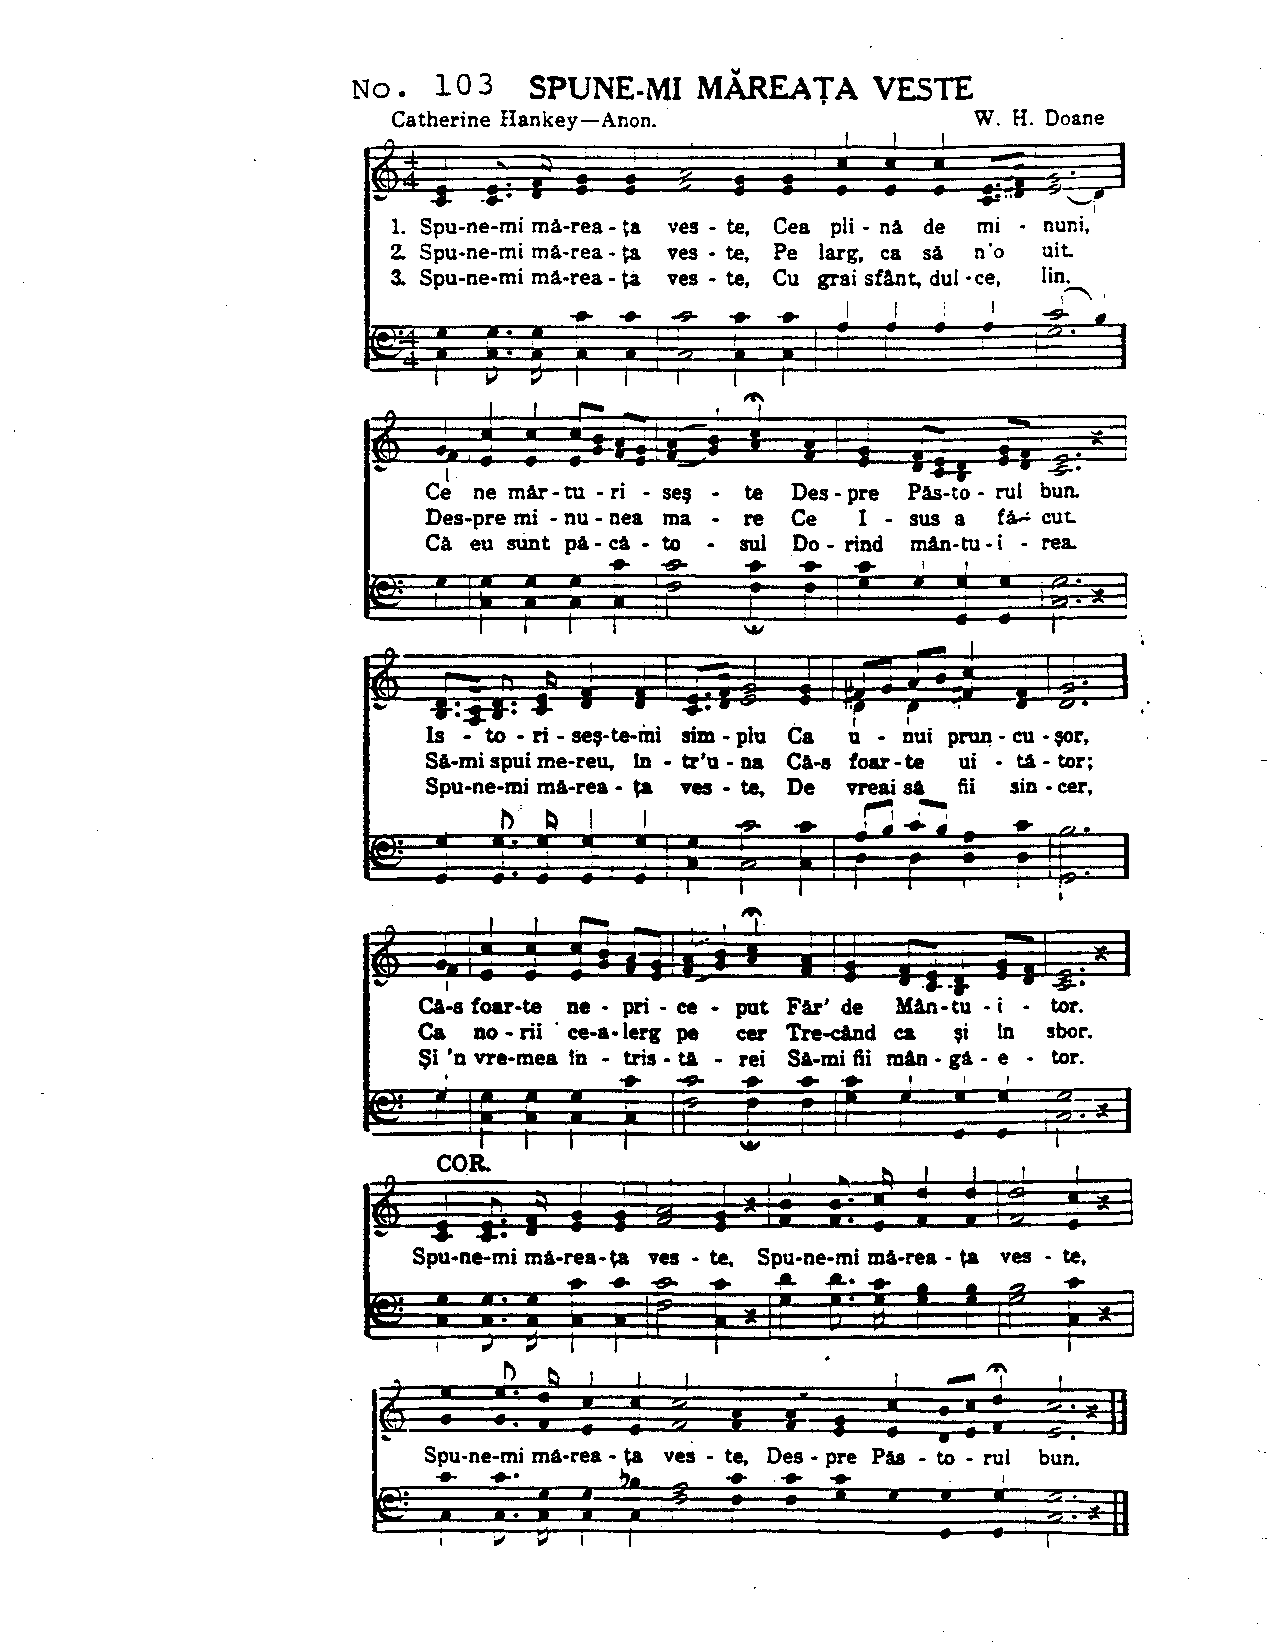 No. 103 SPUNE-MI MĂREAȚA VESTE
Catherine Hankey—Anon. W. H. Doane
1. Spu-ne-mi mă-rea-ța ves-te, Cea pli-nă de mi-nuni,
2. Spu-ne-mi mă-rea-ța ves-te, Pe larg, ca să n'o uit.
3. Spu-ne-mi mă-rea-ța ves-te, Cu grai sfânt, dul-ce, lin.
Ce ne măr-tu-ri-seș-te Des-pre Păs-to-rul bun.
Des-pre mi-nu-nea ma-re Ce I-sus a fă-cut.
Că eu sunt pă-că-to-sul Do-rind mân-tu-i-rea.
Is-to-ri-seș-te-mi sim-plu Ca u-nui prun-cu-șor,
Să-mi spui me-reu, în-tr'u-na Că-s foar-te ui-tă-tor;
Spu-ne-mi mă-rea-ța ves-te, De vreai să fii sin-cer,
Că-s foar-te ne-pri-ce-put Făr' de Mân-tu-i-tor.
Ca no-rii ce-a-lerg pe cer Tre-când ca și în sbor.
Și 'n vre-mea în-tris-tă-rei Să-mi fii mân-gâ-e-tor.
COR.
Spu-ne-mi mă-rea-ța ves-te, Spu-ne-mi mă-rea-ța ves-te,
Spu-ne-mi mă-rea-ța ves-te, Des-pre Păs-to-rul bun.